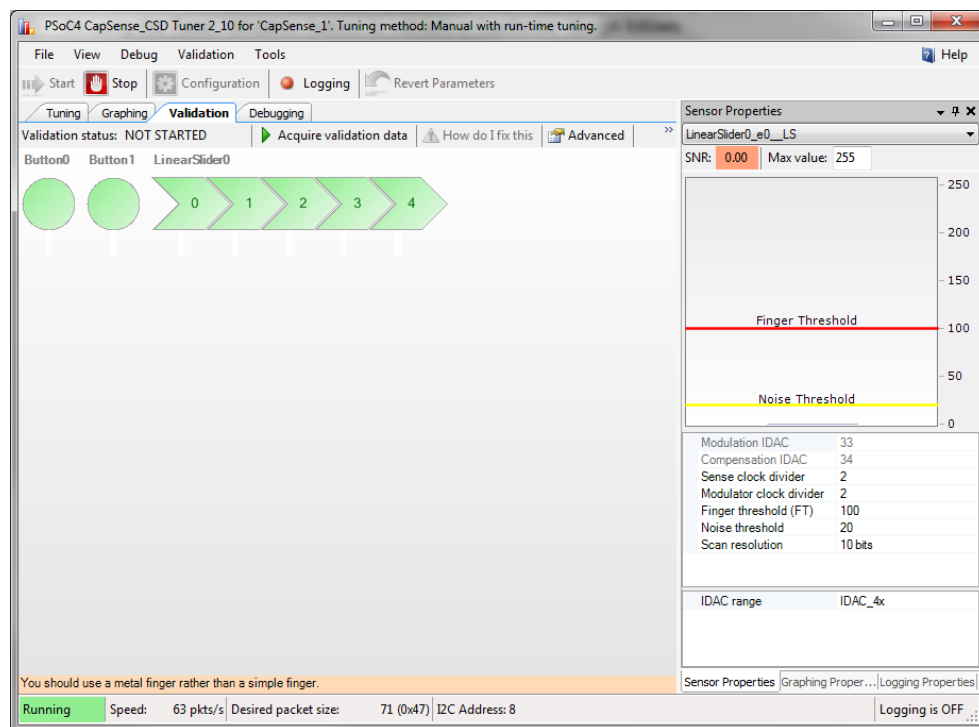 PSoC4 CapSense_CSD Tuner 2_10 for 'CapSense_1'. Tuning method: Manual with run-time tuning.
File View Debug Validation Tools Help
Start Stop Configuration Logging Revert Parameters
Tuning Graphing Validation Debugging
Validation status: NOT STARTED Acquire validation data How do I fix this Advanced »
Button0 Button1 LinearSlider0
0 1 2 3 4
You should use a metal finger rather than a simple finger.
Sensor Properties
LinearSlider0_e0__LS
SNR: 0.00 Max value: 255
250
200
150
Finger Threshold
100
50
Noise Threshold
0
Modulation IDAC 33
Compensation IDAC 34
Sense clock divider 2
Modulator clock divider 2
Finger threshold (FT) 100
Noise threshold 20
Scan resolution 10 bits
IDAC range IDAC_4x
Sensor Properties Graphing Proper... Logging Properties
Running Speed: 63 pkts/s Desired packet size: 71 (0x47) I2C Address: 8 Logging is OFF